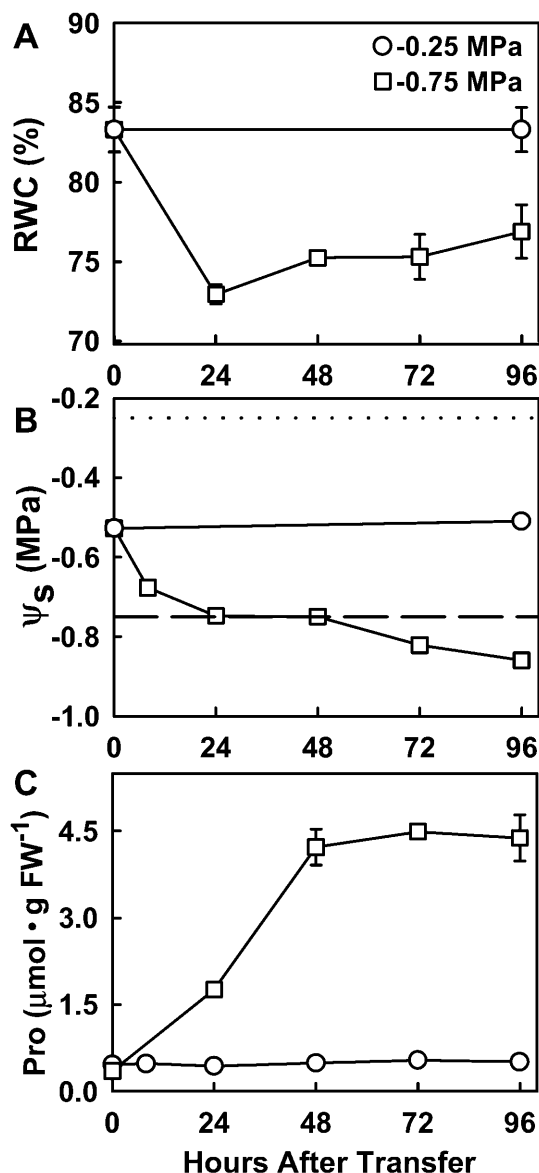 A
90
85
80
75
70
RWC (%)
-0.25 MPa
-0.75 MPa
0 24 48 72 96
B
-0.2
-0.4
-0.6
-0.8
-1.0
ψs (MPa)
0 24 48 72 96
C
4.5
3.0
1.5
0.0
Pro (μmol•g FW⁻¹)
0 24 48 72 96
Hours After Transfer